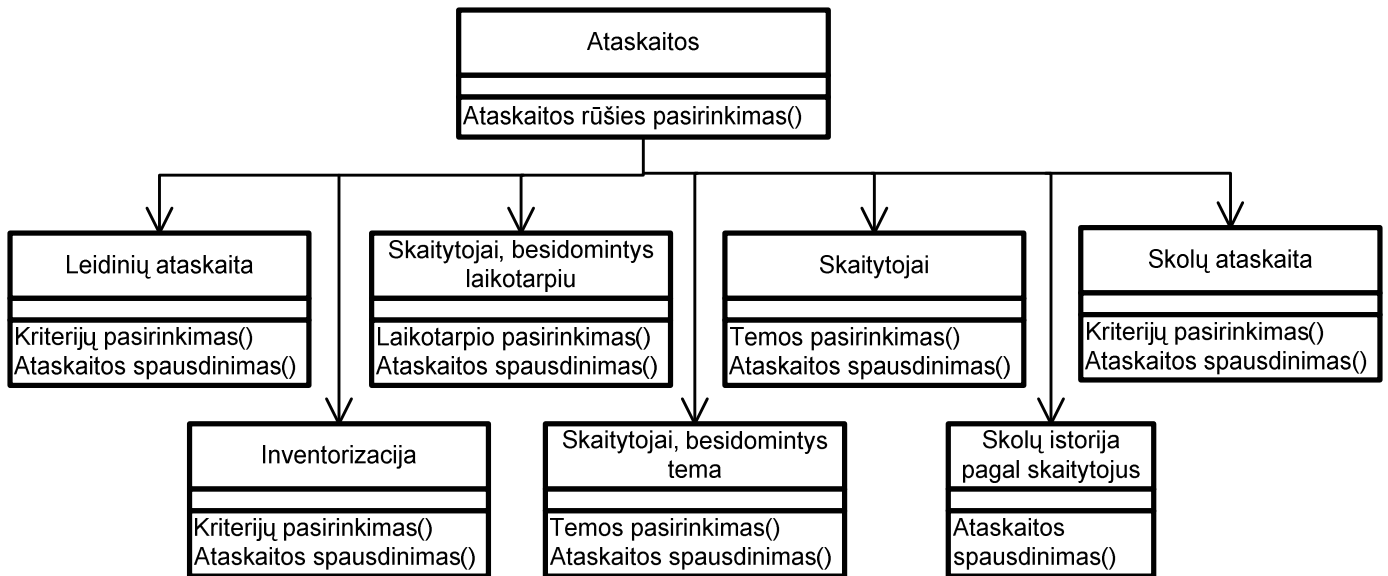 Ataskaitos
Ataskaitos rūšies pasirinkimas()
Leidinių ataskaita
Kriterijų pasirinkimas()
Ataskaitos spausdinimas()
Skaitytojai, besidomintys
laikotarpiu
Laikotarpio pasirinkimas()
Ataskaitos spausdinimas()
Skaitytojai
Temos pasirinkimas()
Ataskaitos spausdinimas()
Skolų ataskaita
Kriterijų pasirinkimas()
Ataskaitos spausdinimas()
Inventorizacija
Kriterijų pasirinkimas()
Ataskaitos spausdinimas()
Skaitytojai, besidomintys
tema
Temos pasirinkimas()
Ataskaitos spausdinimas()
Skolų istorija
pagal skaitytojus
Ataskaitos
spausdinimas()